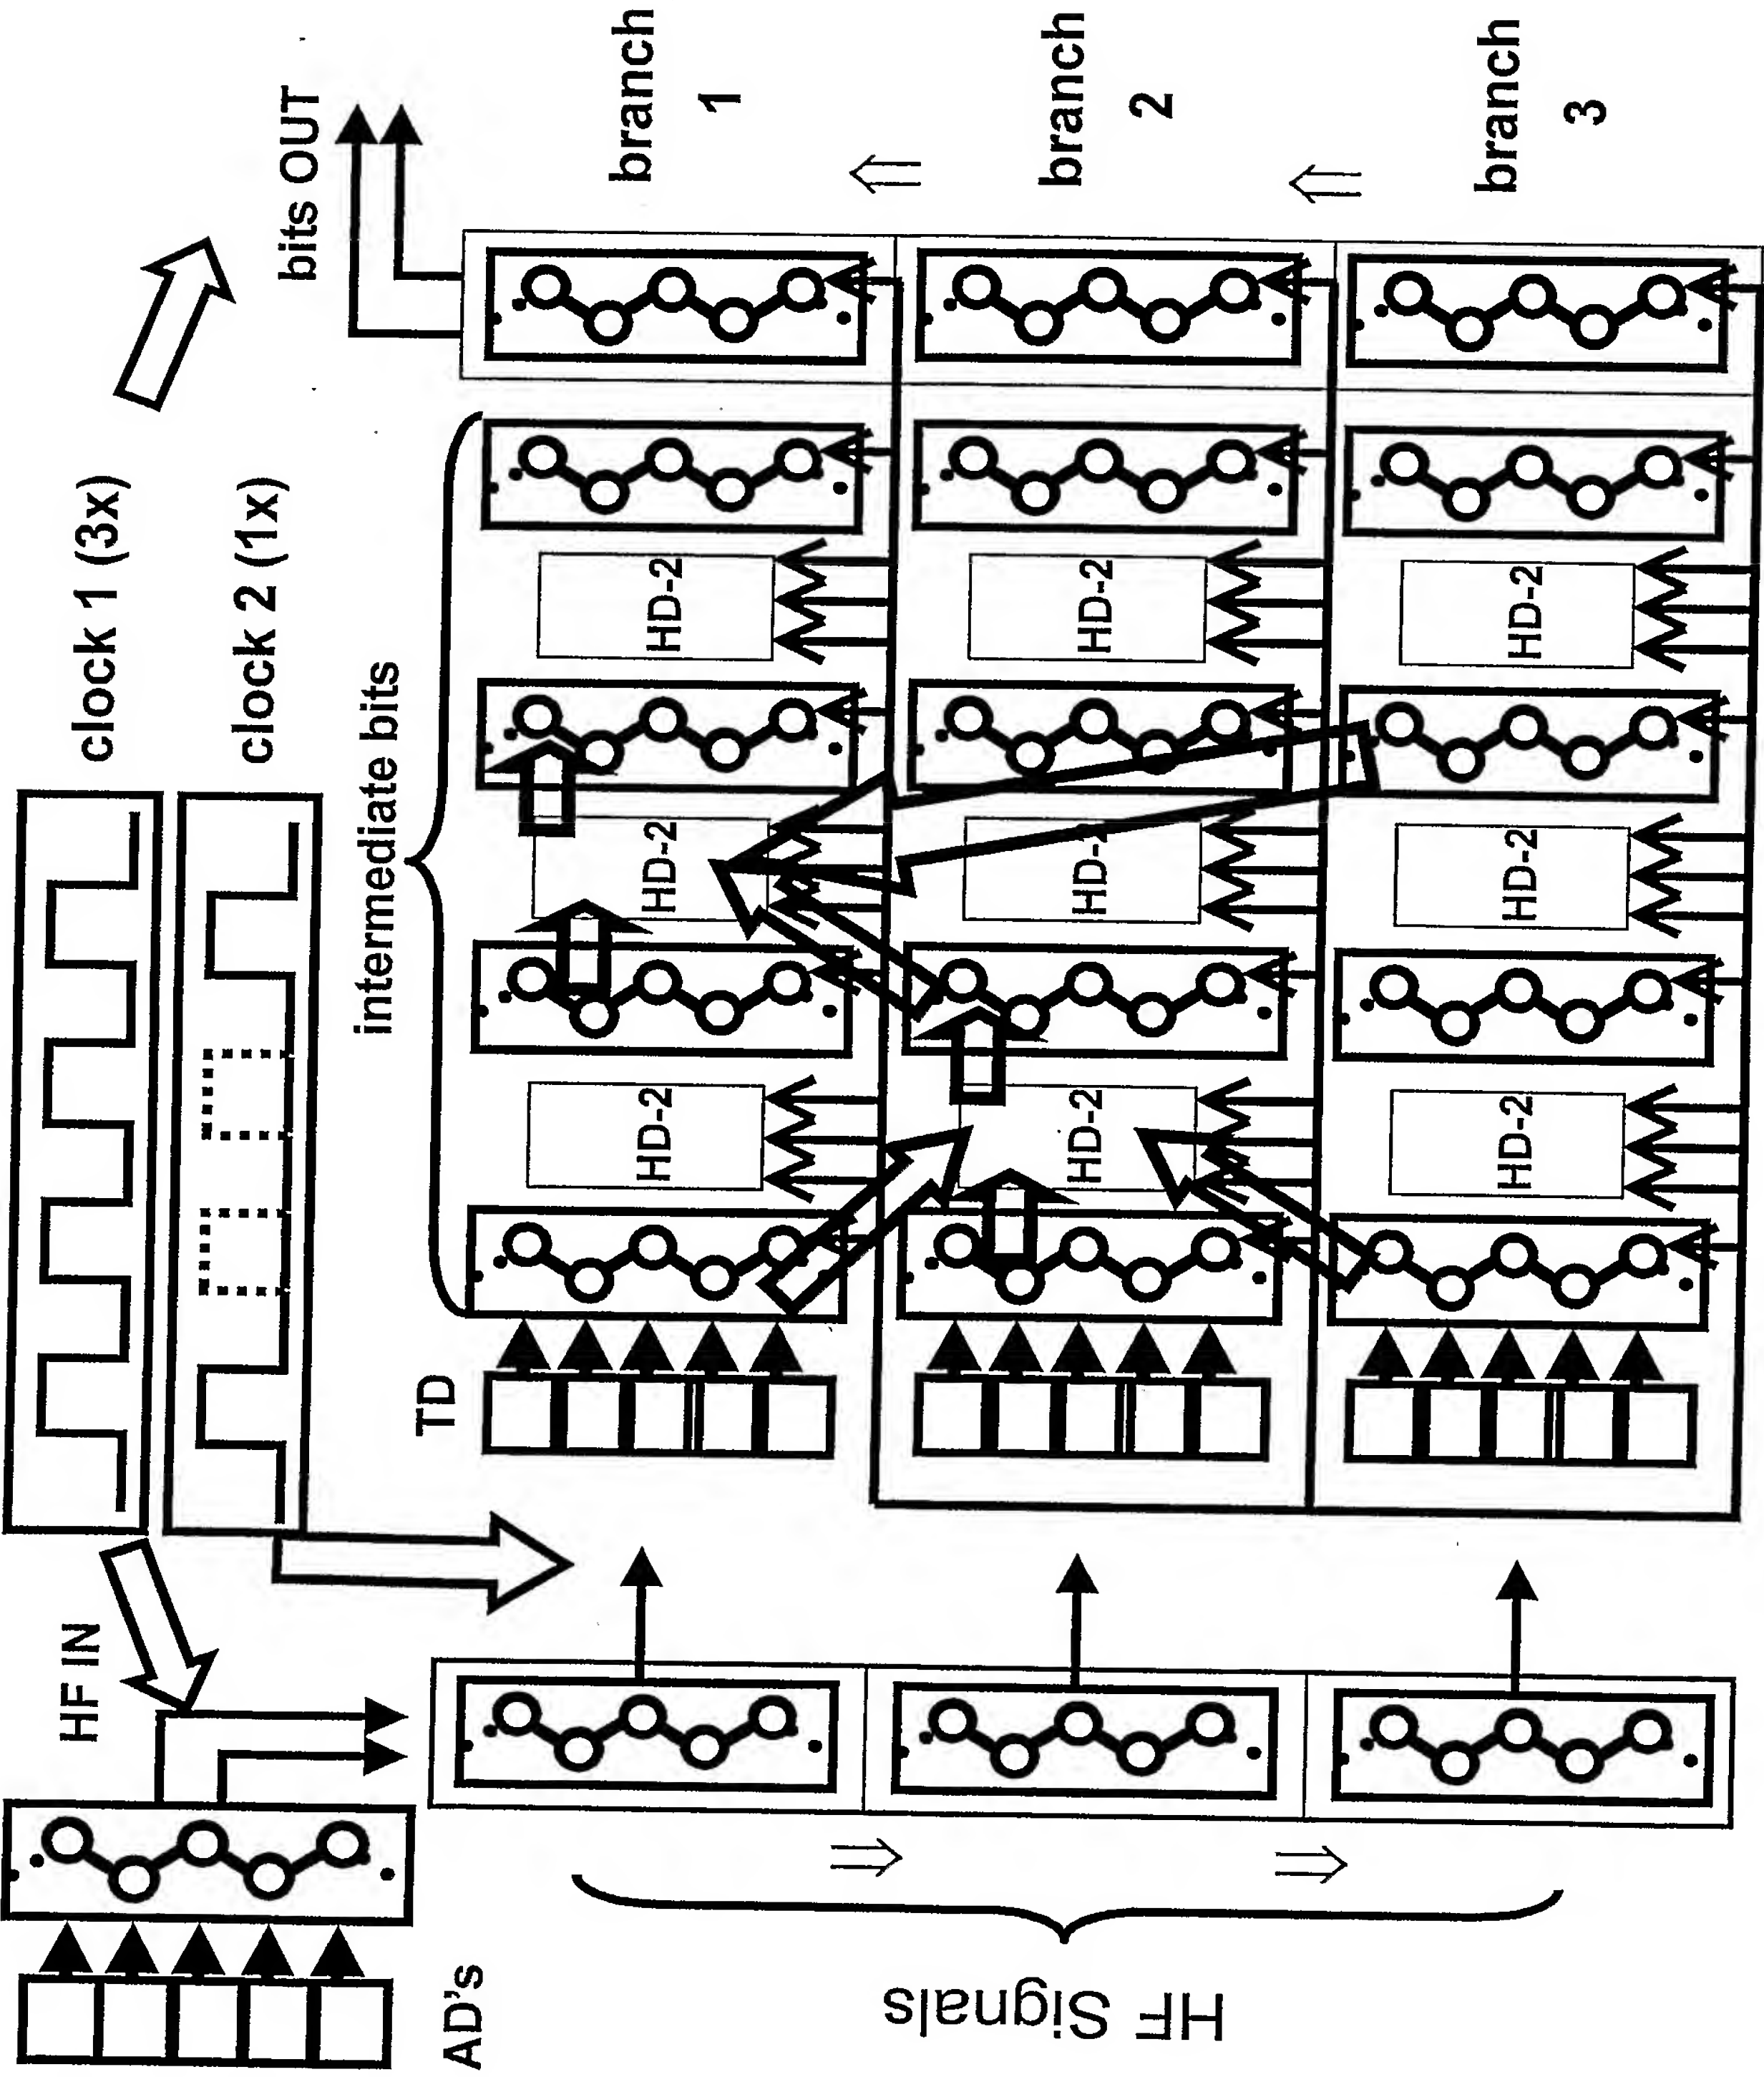 clock 1 (3x)
clock 2 (1x)
HF IN
AD's
bits OUT
intermediate bits
TD
HD-2
HD-2
HD-2
branch
1
HD-2
HD-2
HD-2
branch
2
HD-2
HD-2
HD-2
branch
3
HF Signals